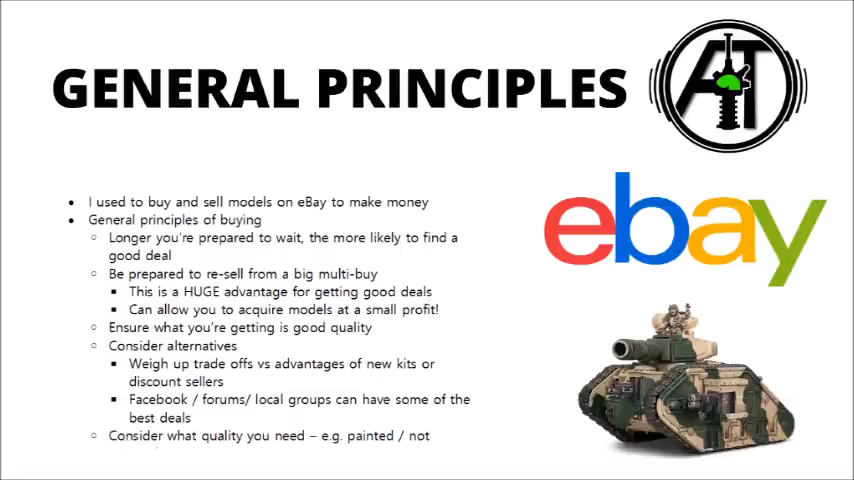 GENERAL PRINCIPLES
AT
I used to buy and sell models on eBay to make money
General principles of buying
Longer you're prepared to wait, the more likely to find a
good deal
Be prepared to re-sell from a big multi-buy
This is a HUGE advantage for getting good deals
Can allow you to acquire models at a small profit!
Ensure what you're getting is good quality
Consider alternatives
Weigh up trade offs vs advantages of new kits or
discount sellers
Facebook / forums/ local groups can have some of the
best deals
Consider what quality you need – e.g. painted / not
ebay